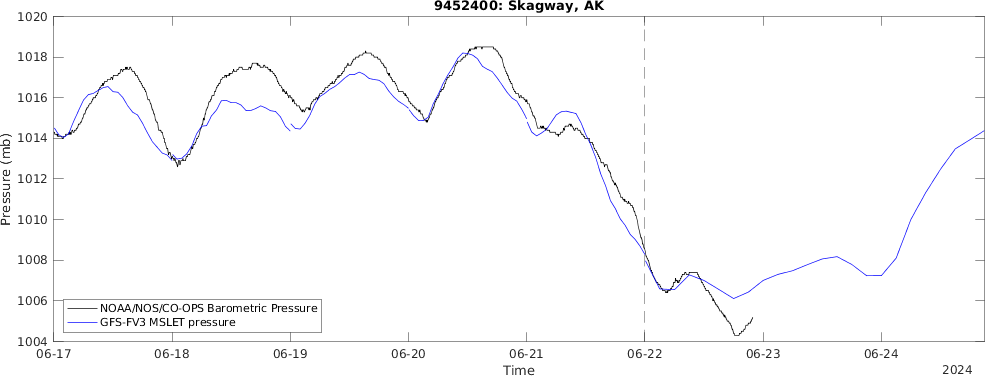 9452400: Skagway, AK
1020
1018
1016
1014
1012
1010
1008
1006
1004
Pressure (mb)
NOAA/NOS/CO-OPS Barometric Pressure
GFS-FV3 MSLET pressure
06-17 06-18 06-19 06-20 06-21 06-22 06-23 06-24
Time
2024